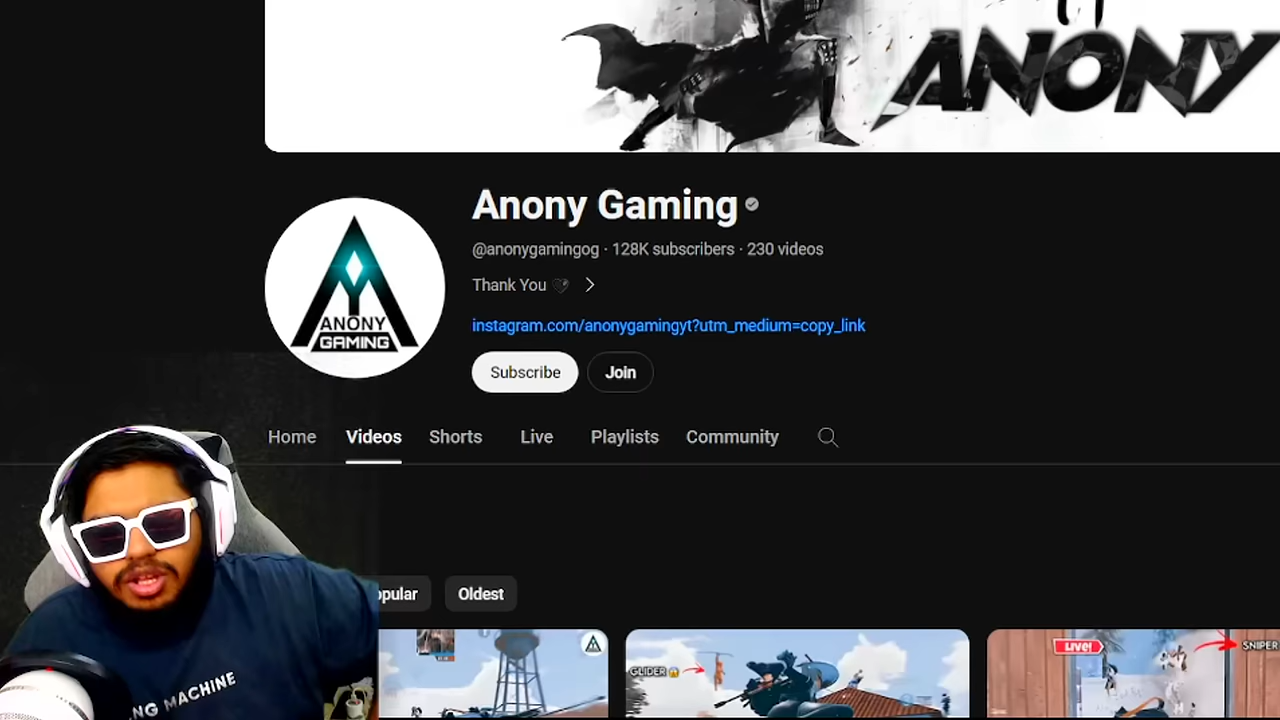 ANONY
Anony Gaming
@anonygamingog · 128K subscribers · 230 videos
Thank You 🖤
instagram.com/anonygamingyt?utm_medium=copy_link
Subscribe Join
ANONY
GAMING
Home Videos Shorts Live Playlists Community
opular Oldest
GLIDER 😱
LIVE! SNIPER
NG MACHINE